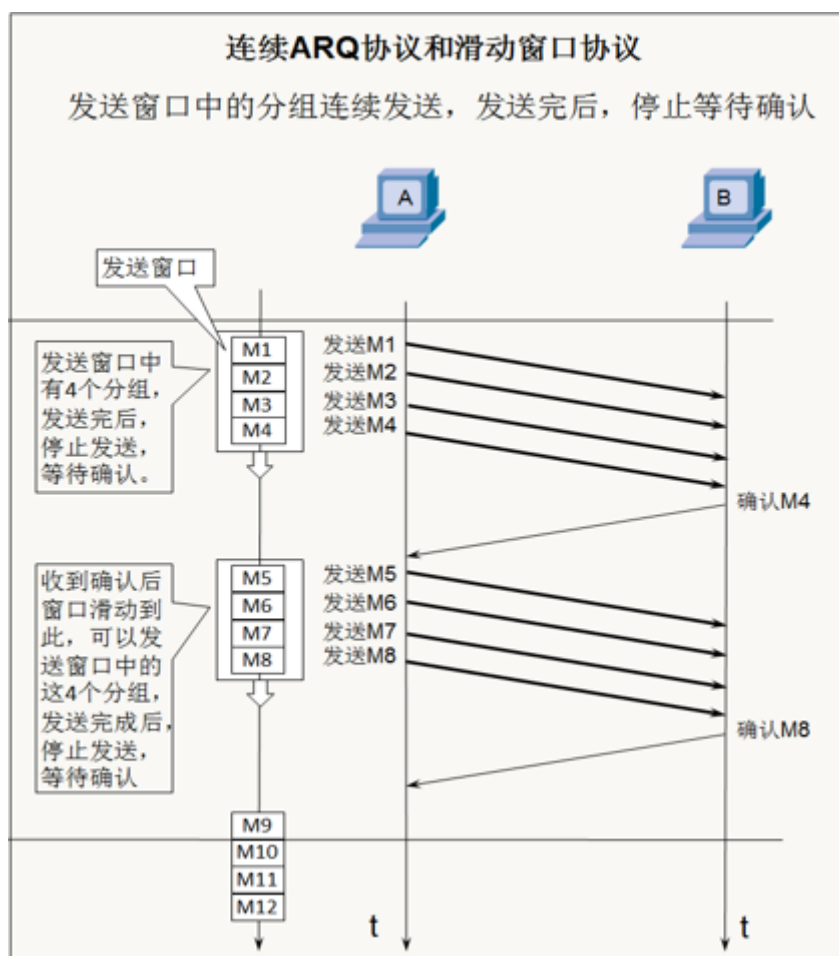 连续ARQ协议和滑动窗口协议
发送窗口中的分组连续发送，发送完后，停止等待确认
A
B
发送窗口
发送窗口中
有4个分组，
发送完后，
停止发送，
等待确认。
M1
M2
M3
M4
发送M1
发送M2
发送M3
发送M4
确认M4
收到确认后
窗口滑动到
此，可以发
送窗口中的
这4个分组，
发送完成后，
停止发送，
等待确认
M5
M6
M7
M8
发送M5
发送M6
发送M7
发送M8
确认M8
M9
M10
M11
M12
t
t